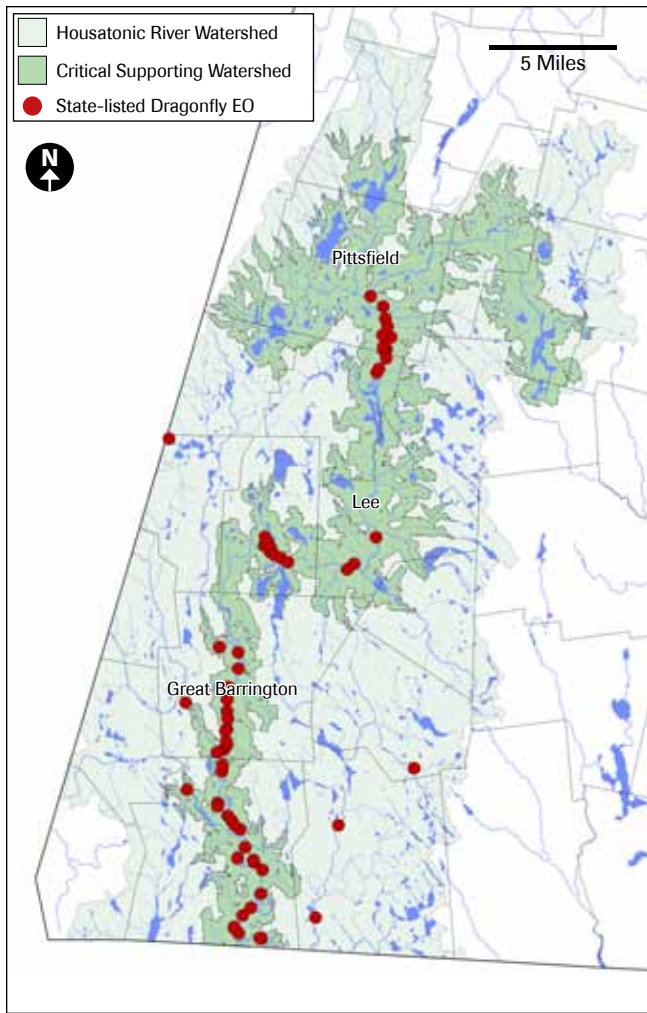 Housatonic River Watershed
Critical Supporting Watershed
State-listed Dragonfly EO
5 Miles
N
Pittsfield
Lee
Great Barrington